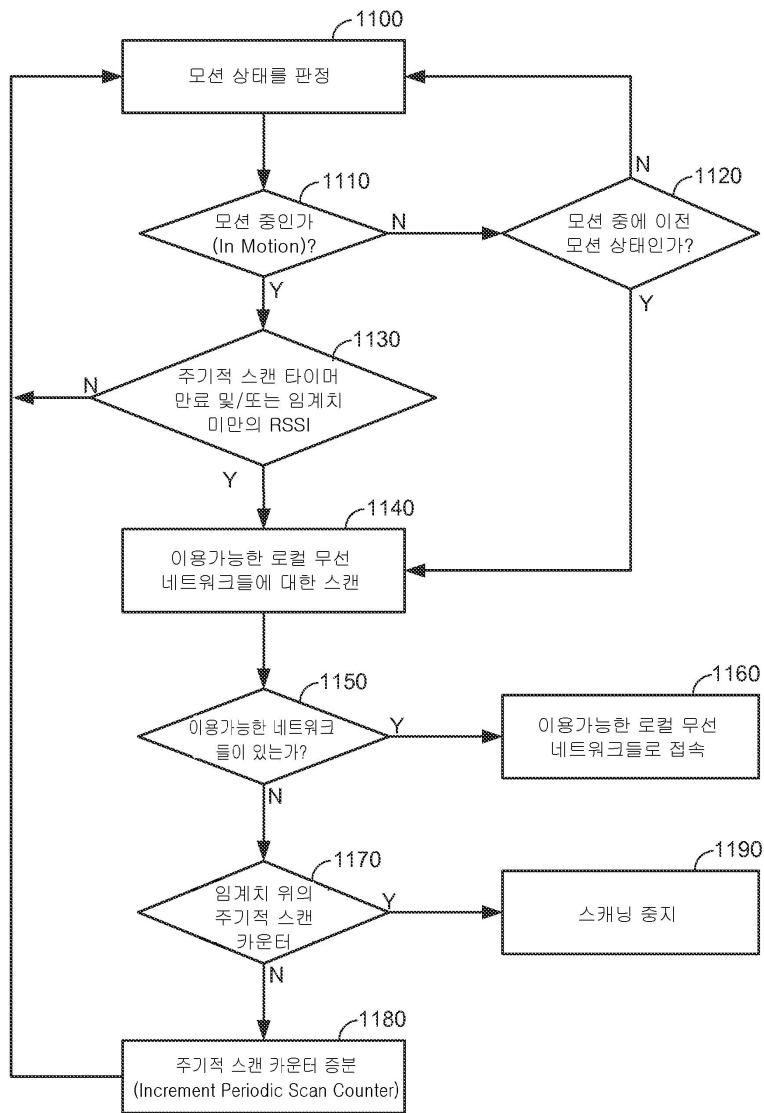 1100
모션 상태를 판정
1110
모션 중인가
(In Motion)?
N
Y
N
1120
모션 중에 이전
모션 상태인가?
Y
1130
주기적 스캔 타이머
만료 및/또는 임계치
미만의 RSSI
N
Y
1140
이용가능한 로컬 무선
네트워크들에 대한 스캔
1150
이용가능한 네트워크
들이 있는가?
Y
N
1160
이용가능한 로컬 무선
네트워크들로 접속
1170
임계치 위의
주기적 스캔
카운터
Y
N
1190
스캐닝 중지
1180
주기적 스캔 카운터 증분
(Increment Periodic Scan Counter)